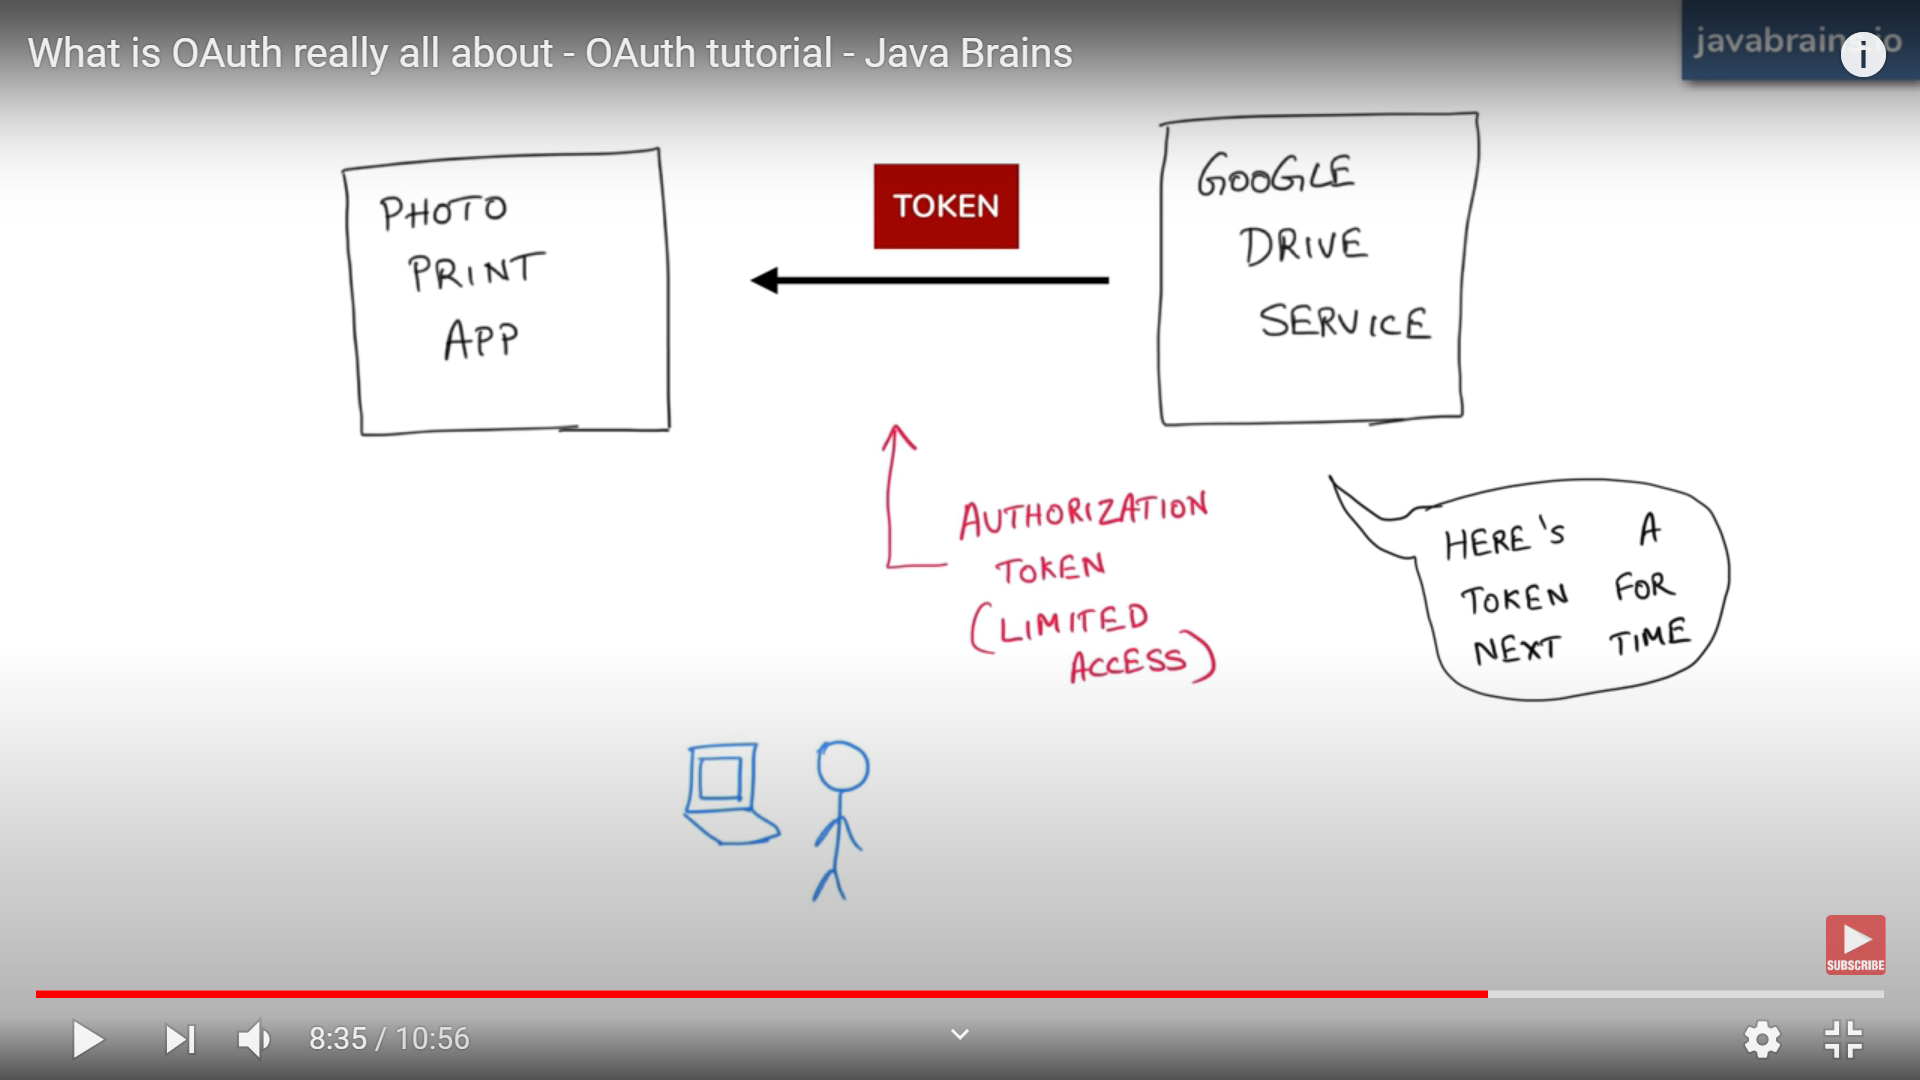 What is OAuth really all about - OAuth tutorial - Java Brains
PHOTO
PRINT
APP
TOKEN
GOOGLE
DRIVE
SERVICE
AUTHORIZATION
TOKEN
(LIMITED
ACCESS)
HERE'S A
TOKEN FOR
NEXT TIME
SUBSCRIBE
8:35 / 10:56